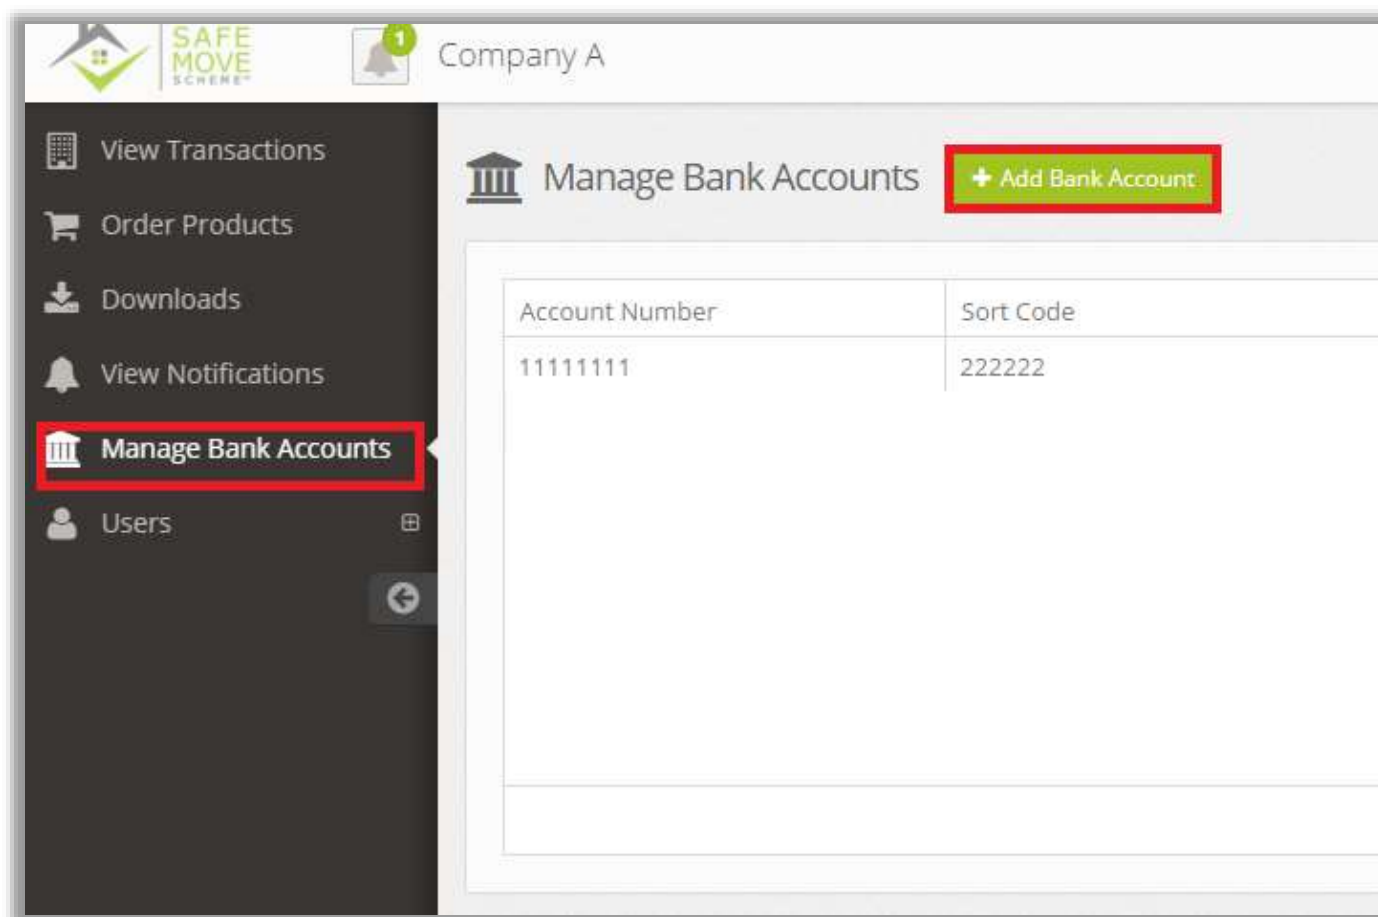 SAFE
MOVE
SCHEME
1
Company A
View Transactions
Order Products
Downloads
View Notifications
Manage Bank Accounts
Users
Manage Bank Accounts
+ Add Bank Account
Account Number Sort Code
11111111 222222